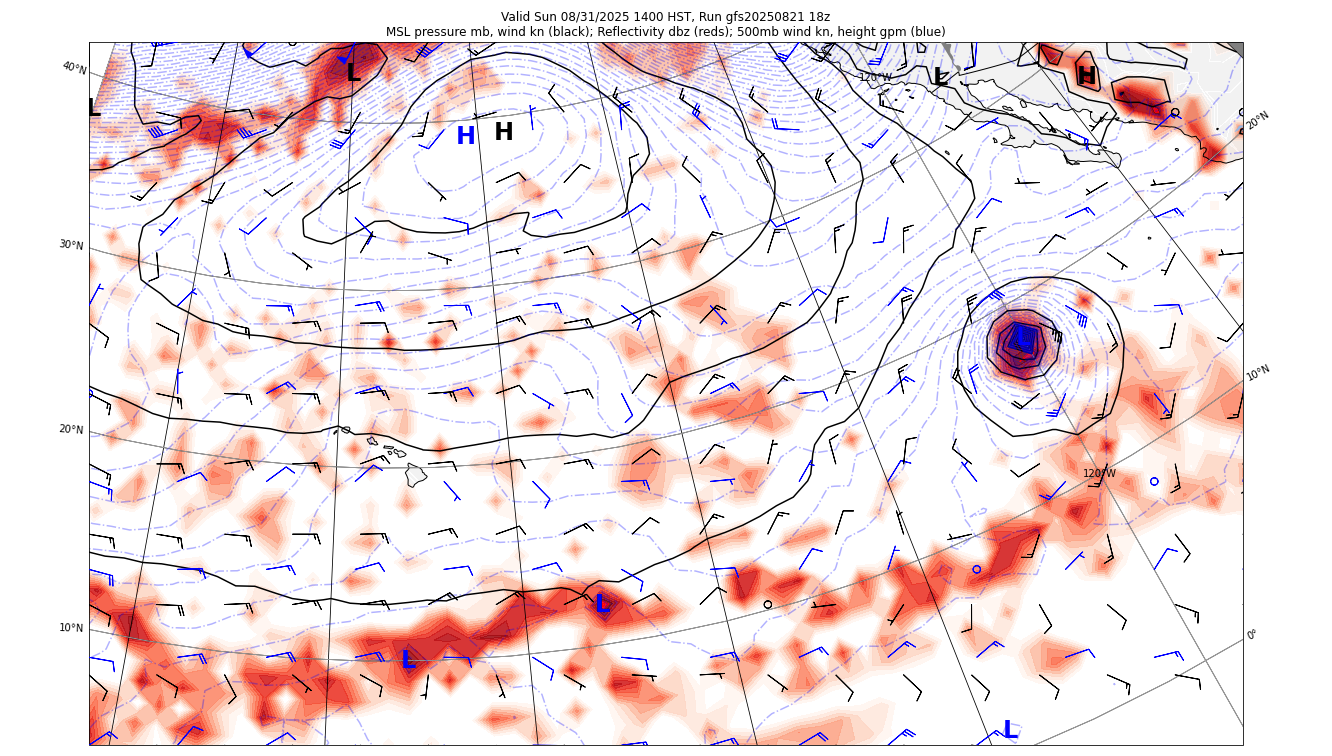 Valid Sun 08/31/2025 1400 HST, Run gfs20250821 18z
MSL pressure mb, wind kn (black); Reflectivity dbz (reds); 500mb wind kn, height gpm (blue)
40°N
L
L
120°W
L
H
20°N
L
H
H
30°N
10°N
20°N
120°W
10°N
L
0°
L
L